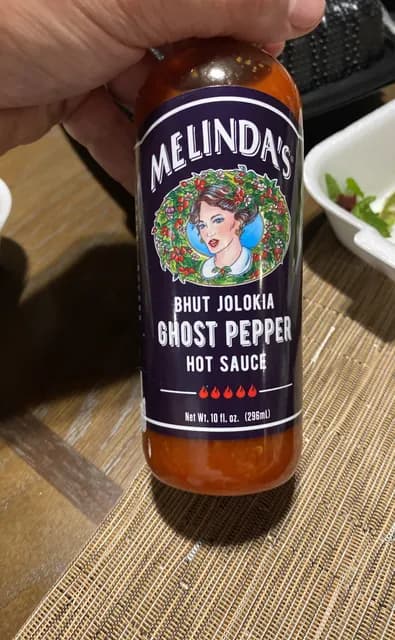 MELINDA'S
BHUT JOLOKIA
GHOST PEPPER
HOT SAUCE
Net Wt. 10 fl. oz. (296mL)